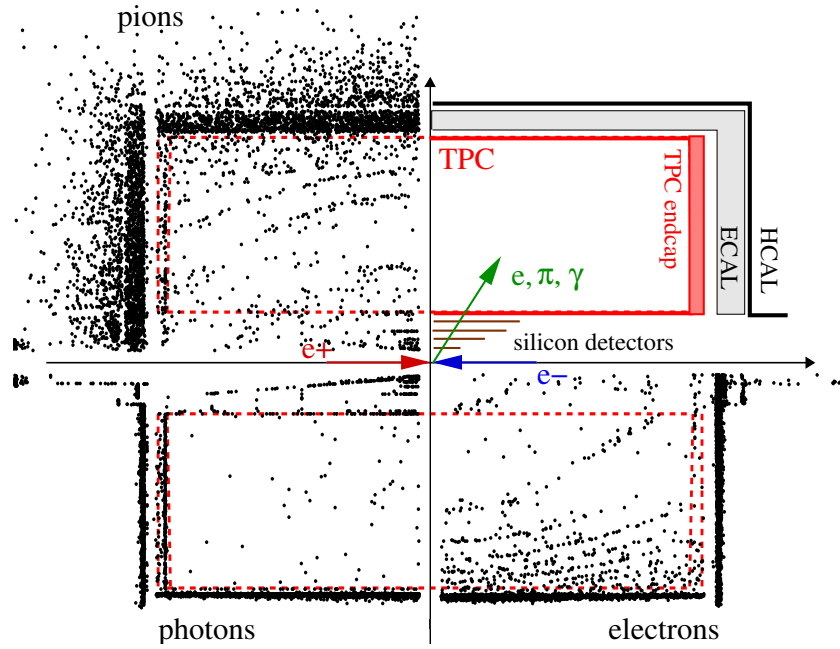 pions
TPC
TPC endcap
ECAL
HCAL
e, π, γ
silicon detectors
e+
e−
photons
electrons